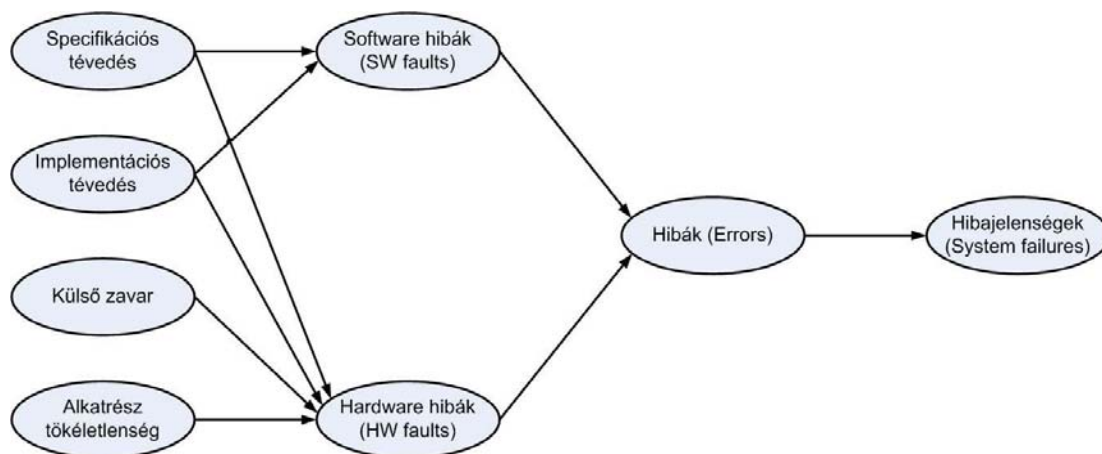 Specifikációs
tévedés
Implementációs
tévedés
Külső zavar
Alkatrész
tökéletlenség
Software hibák
(SW faults)
Hardware hibák
(HW faults)
Hibák (Errors)
Hibajelenségek
(System failures)